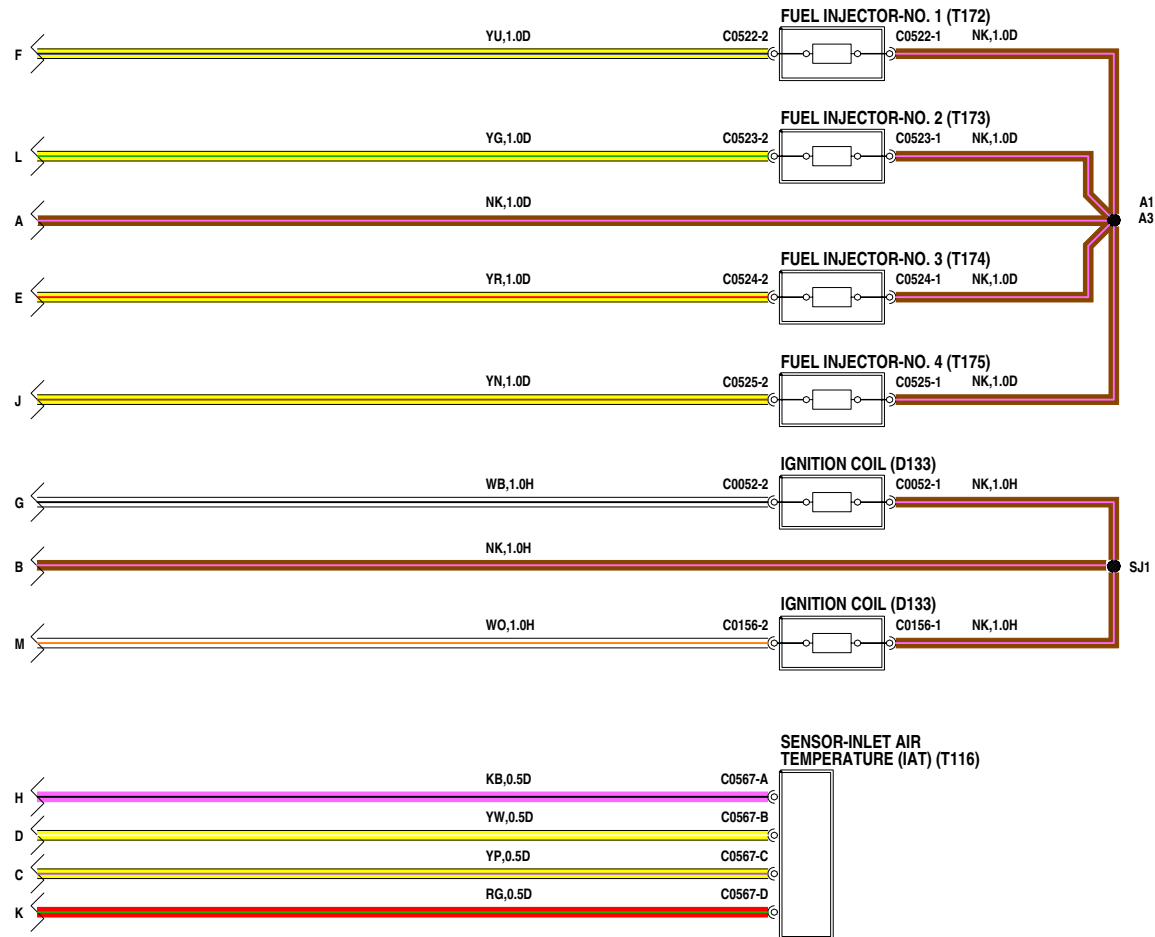 FUEL INJECTOR-NO. 1 (T172)
F YU,1.0D C0522-2 C0522-1 NK,1.0D
FUEL INJECTOR-NO. 2 (T173)
L YG,1.0D C0523-2 C0523-1 NK,1.0D
A NK,1.0D A1
A3
FUEL INJECTOR-NO. 3 (T174)
E YR,1.0D C0524-2 C0524-1 NK,1.0D
FUEL INJECTOR-NO. 4 (T175)
J YN,1.0D C0525-2 C0525-1 NK,1.0D
IGNITION COIL (D133)
G WB,1.0H C0052-2 C0052-1 NK,1.0H
B NK,1.0H SJ1
IGNITION COIL (D133)
M WO,1.0H C0156-2 C0156-1 NK,1.0H
SENSOR-INLET AIR
TEMPERATURE (IAT) (T116)
H KB,0.5D C0567-A
D YW,0.5D C0567-B
C YP,0.5D C0567-C
K RG,0.5D C0567-D